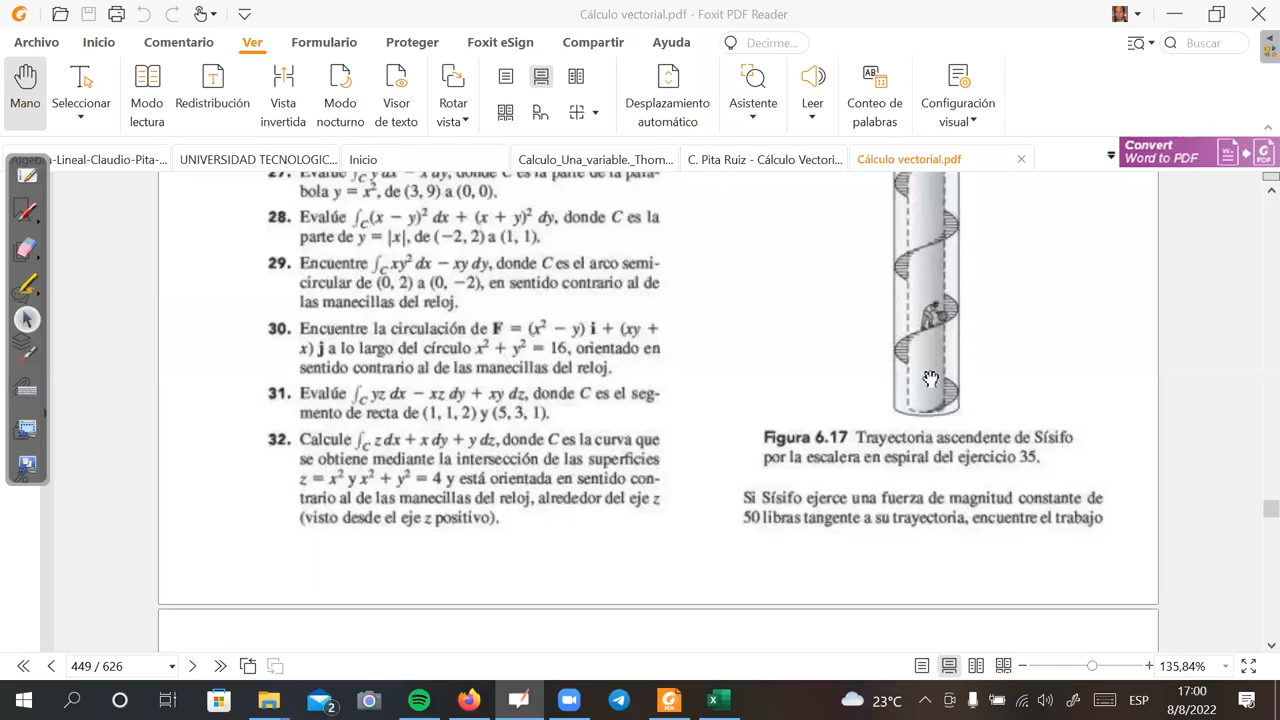 Cálculo vectorial.pdf - Foxit PDF Reader
Archivo Inicio Comentario Ver Formulario Proteger Foxit eSign Compartir Ayuda Decirme... Buscar
Mano Seleccionar Modo lectura Redistribución Vista invertida Modo nocturno Visor de texto Rotar vista Desplazamiento automático Asistente Leer Conteo de palabras Configuración visual
Algebra-Lineal-Claudio-Pita-... UNIVERSIDAD TECNOLOGIC... Inicio Calculo_Una_variable._Thom... C. Pita Ruiz - Cálculo Vectori... Cálculo vectorial.pdf
Convert
Word to PDF
27. Evalúe ∫C y dx − x dy, donde C es la parte de la pará-
bola y = x², de (3, 9) a (0, 0).
28. Evalúe ∫C(x − y)² dx + (x + y)² dy, donde C es la
parte de y = |x|, de (−2, 2) a (1, 1).
29. Encuentre ∫C xy² dx − xy dy, donde C es el arco semi-
circular de (0, 2) a (0, −2), en sentido contrario al de
las manecillas del reloj.
30. Encuentre la circulación de F = (x² − y) i + (xy +
x) j a lo largo del círculo x² + y² = 16, orientado en
sentido contrario al de las manecillas del reloj.
31. Evalúe ∫C yz dx − xz dy + xy dz, donde C es el seg-
mento de recta de (1, 1, 2) y (5, 3, 1).
32. Calcule ∫C z dx + x dy + y dz, donde C es la curva que
se obtiene mediante la intersección de las superficies
z = x² y x² + y² = 4 y está orientada en sentido con-
trario al de las manecillas del reloj, alrededor del eje z
(visto desde el eje z positivo).
Figura 6.17 Trayectoria ascendente de Sísifo
por la escalera en espiral del ejercicio 35.
Si Sísifo ejerce una fuerza de magnitud constante de
50 libras tangente a su trayectoria, encuentre el trabajo
449 / 626
135,84%
2
23°C
ESP
17:00
8/8/2022